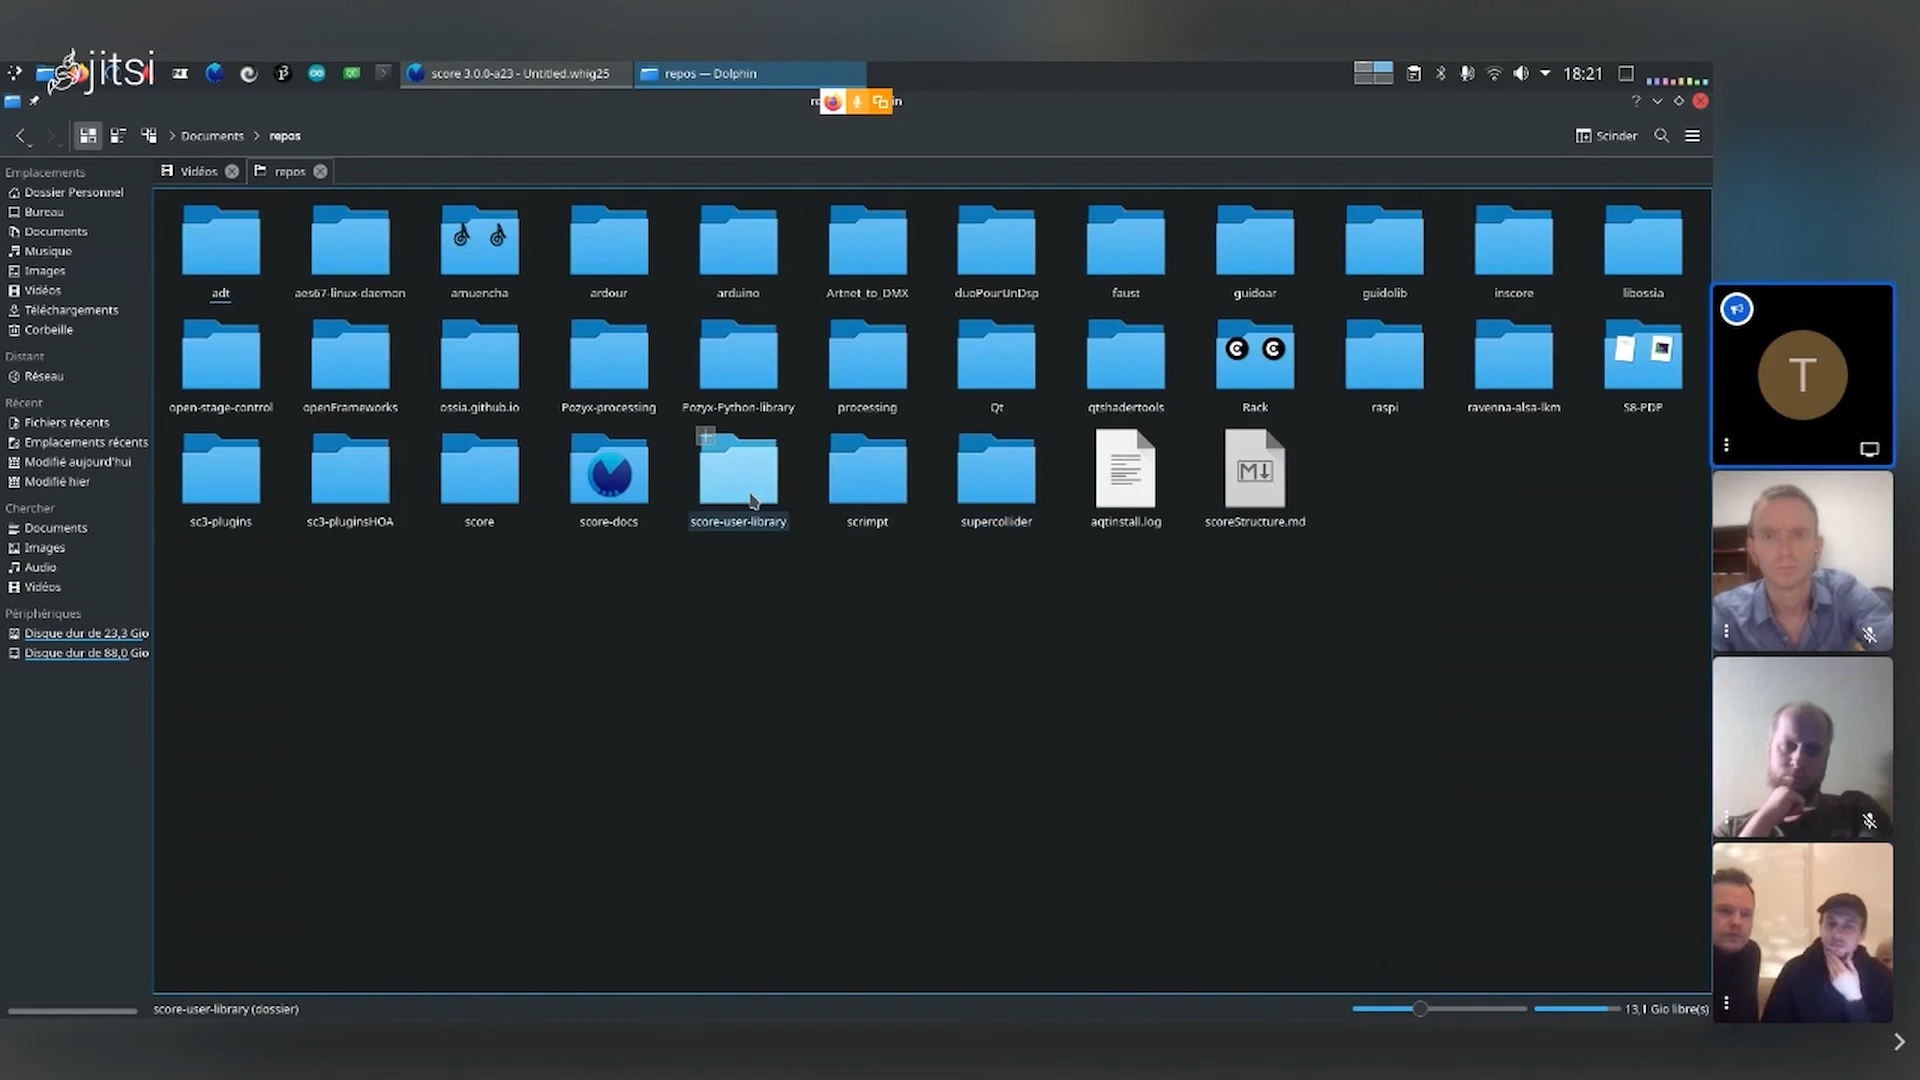 jitsi
score 3.0.0-a23 - Untitled.whig25
repos — Dolphin
18:21
Documents
repos
Scinder
Emplacements
Dossier Personnel
Bureau
Documents
Musique
Images
Vidéos
Téléchargements
Corbeille
Distant
Réseau
Récent
Fichiers récents
Emplacements récents
Modifié aujourd'hui
Modifié hier
Chercher
Documents
Images
Audio
Vidéos
Périphériques
Disque dur de 23,3 Gio
Disque dur de 88,0 Gio
Vidéos
repos
adt
aes67-linux-daemon
amuencha
ardour
arduino
Artnet_to_DMX
duoPourUnDsp
faust
guidoar
guidolib
inscore
libossia
open-stage-control
openFrameworks
ossia.github.io
Pozyx-processing
Pozyx-Python-library
processing
Qt
qtshadertools
Rack
raspi
ravenna-alsa-lkm
S8-PDP
sc3-plugins
sc3-pluginsHOA
score
score-docs
score-user-library
scrimpt
supercollider
aqtinstall.log
scoreStructure.md
score-user-library (dossier)
13,1 Gio libre(s)
T